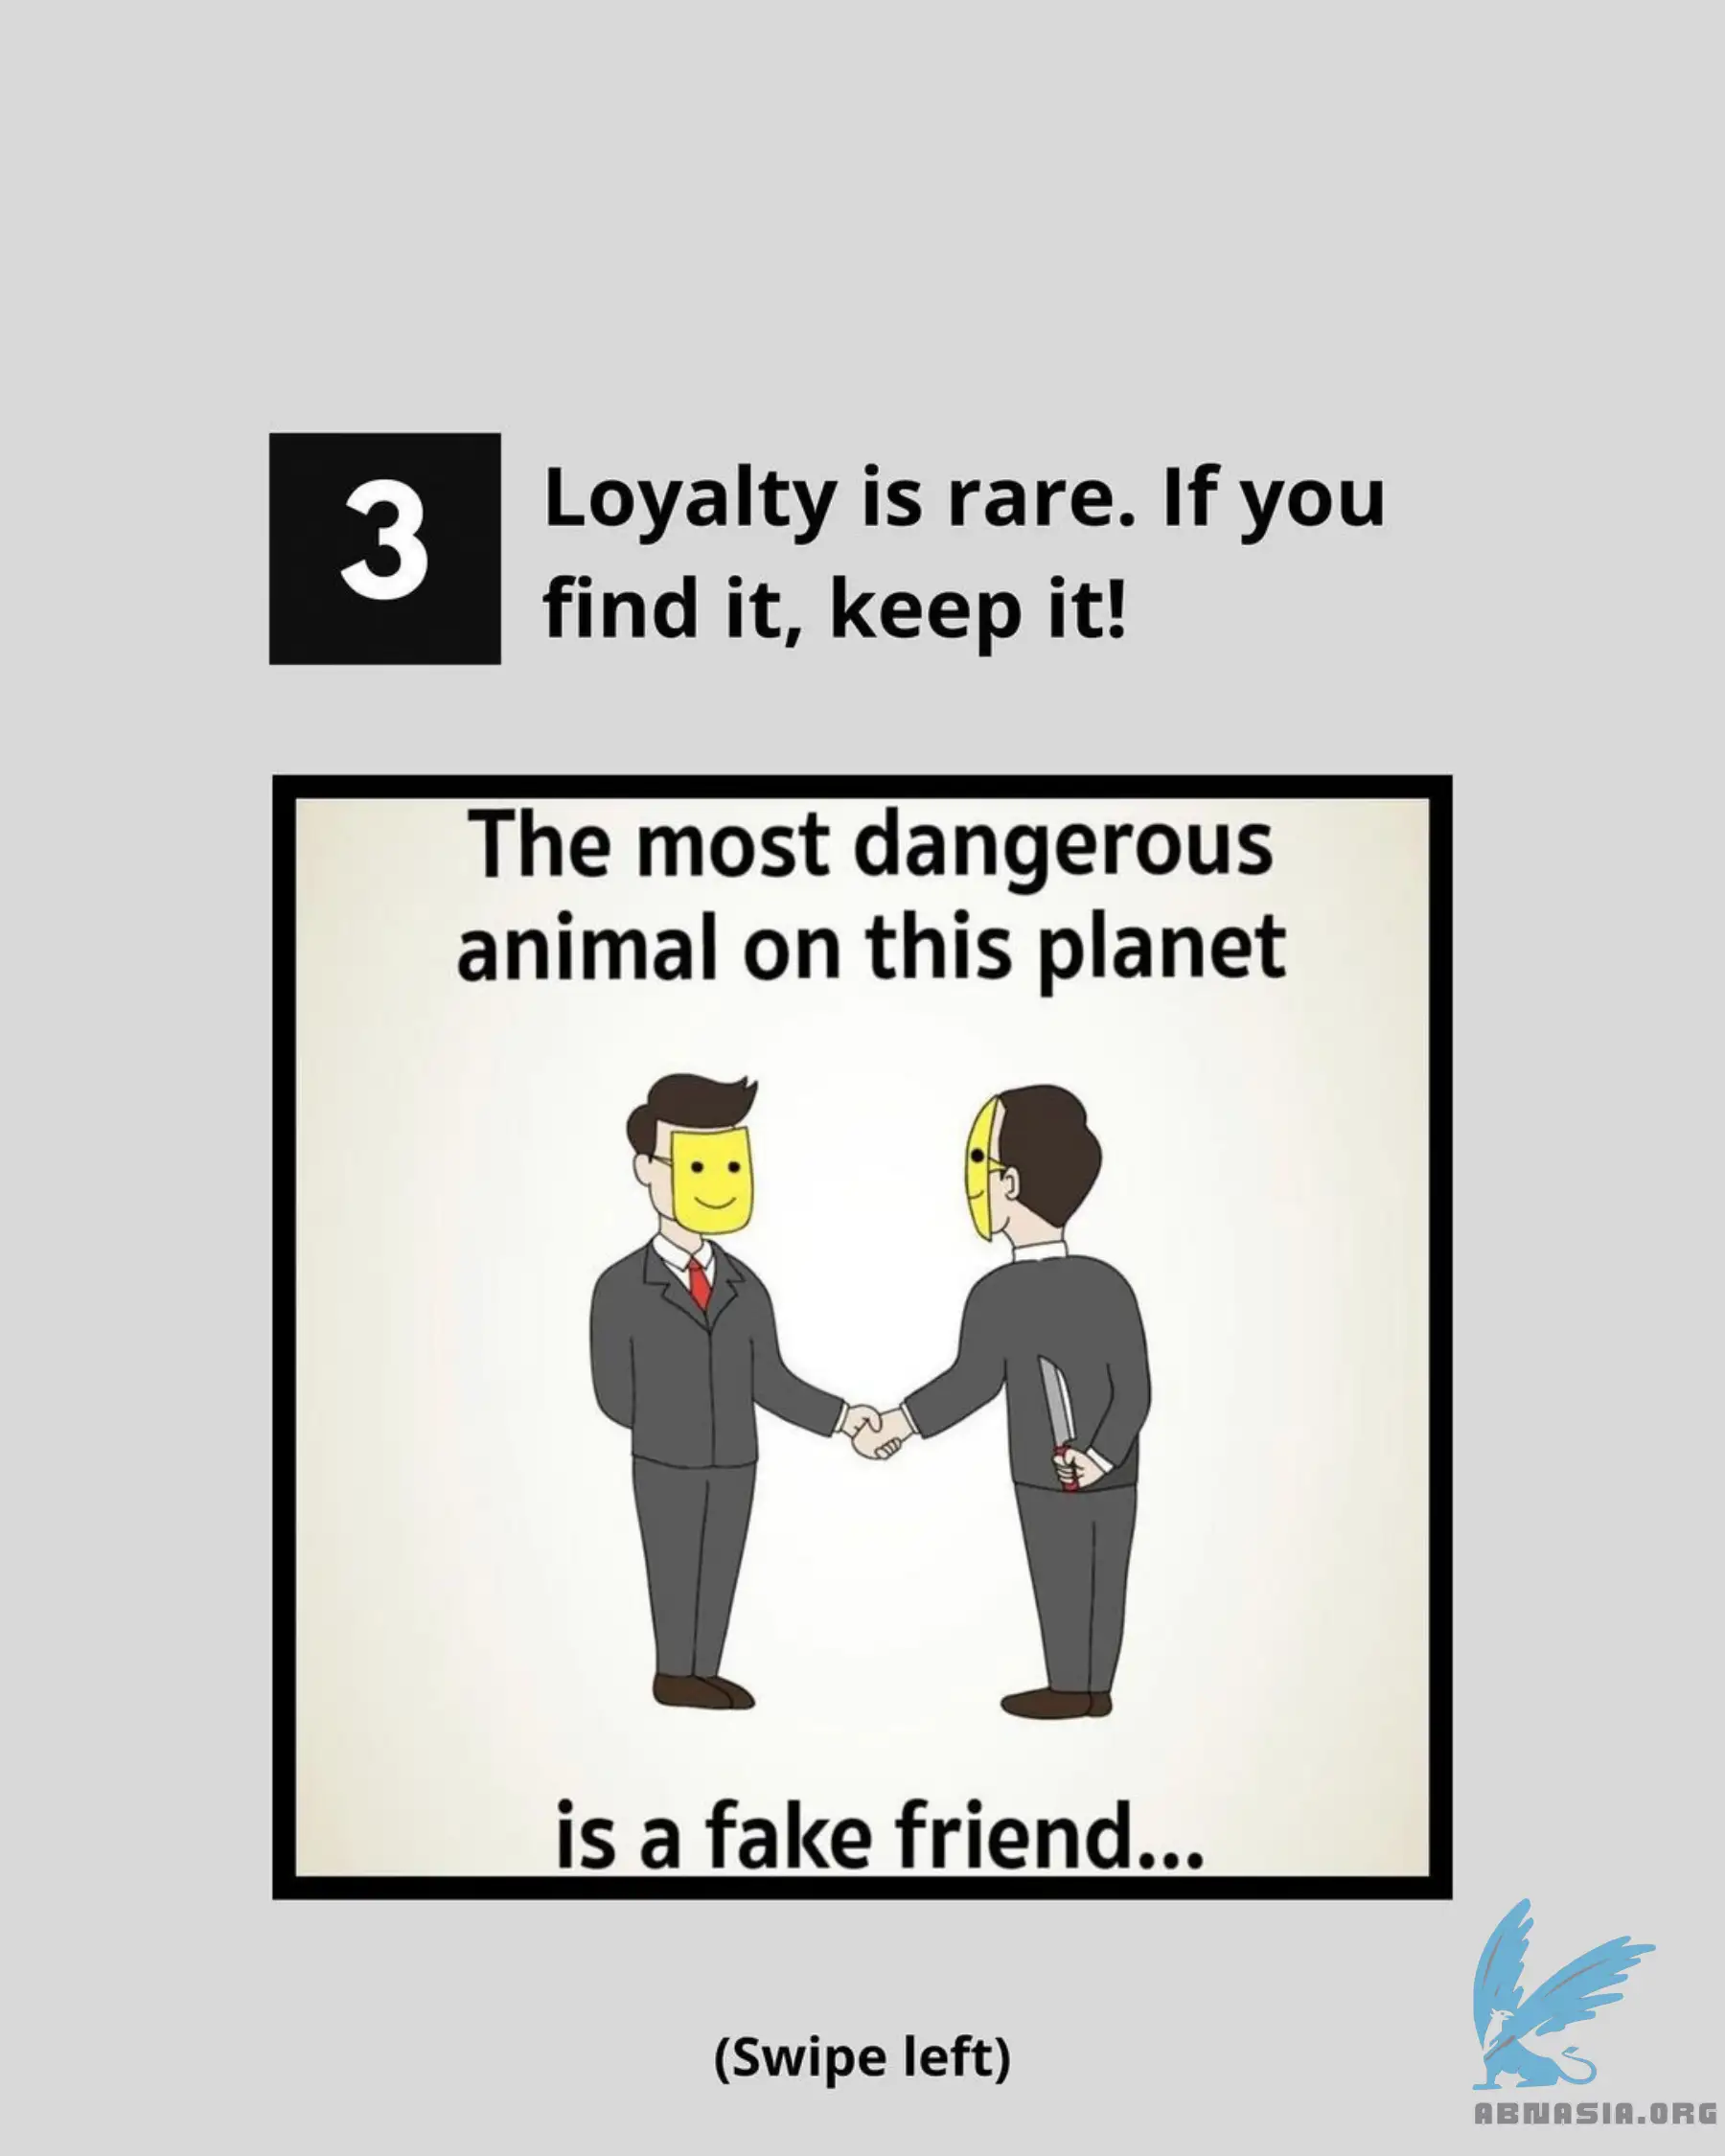 3
Loyalty is rare. If you
find it, keep it!
The most dangerous
animal on this planet
is a fake friend...
(Swipe left)
ABNASIA.ORG